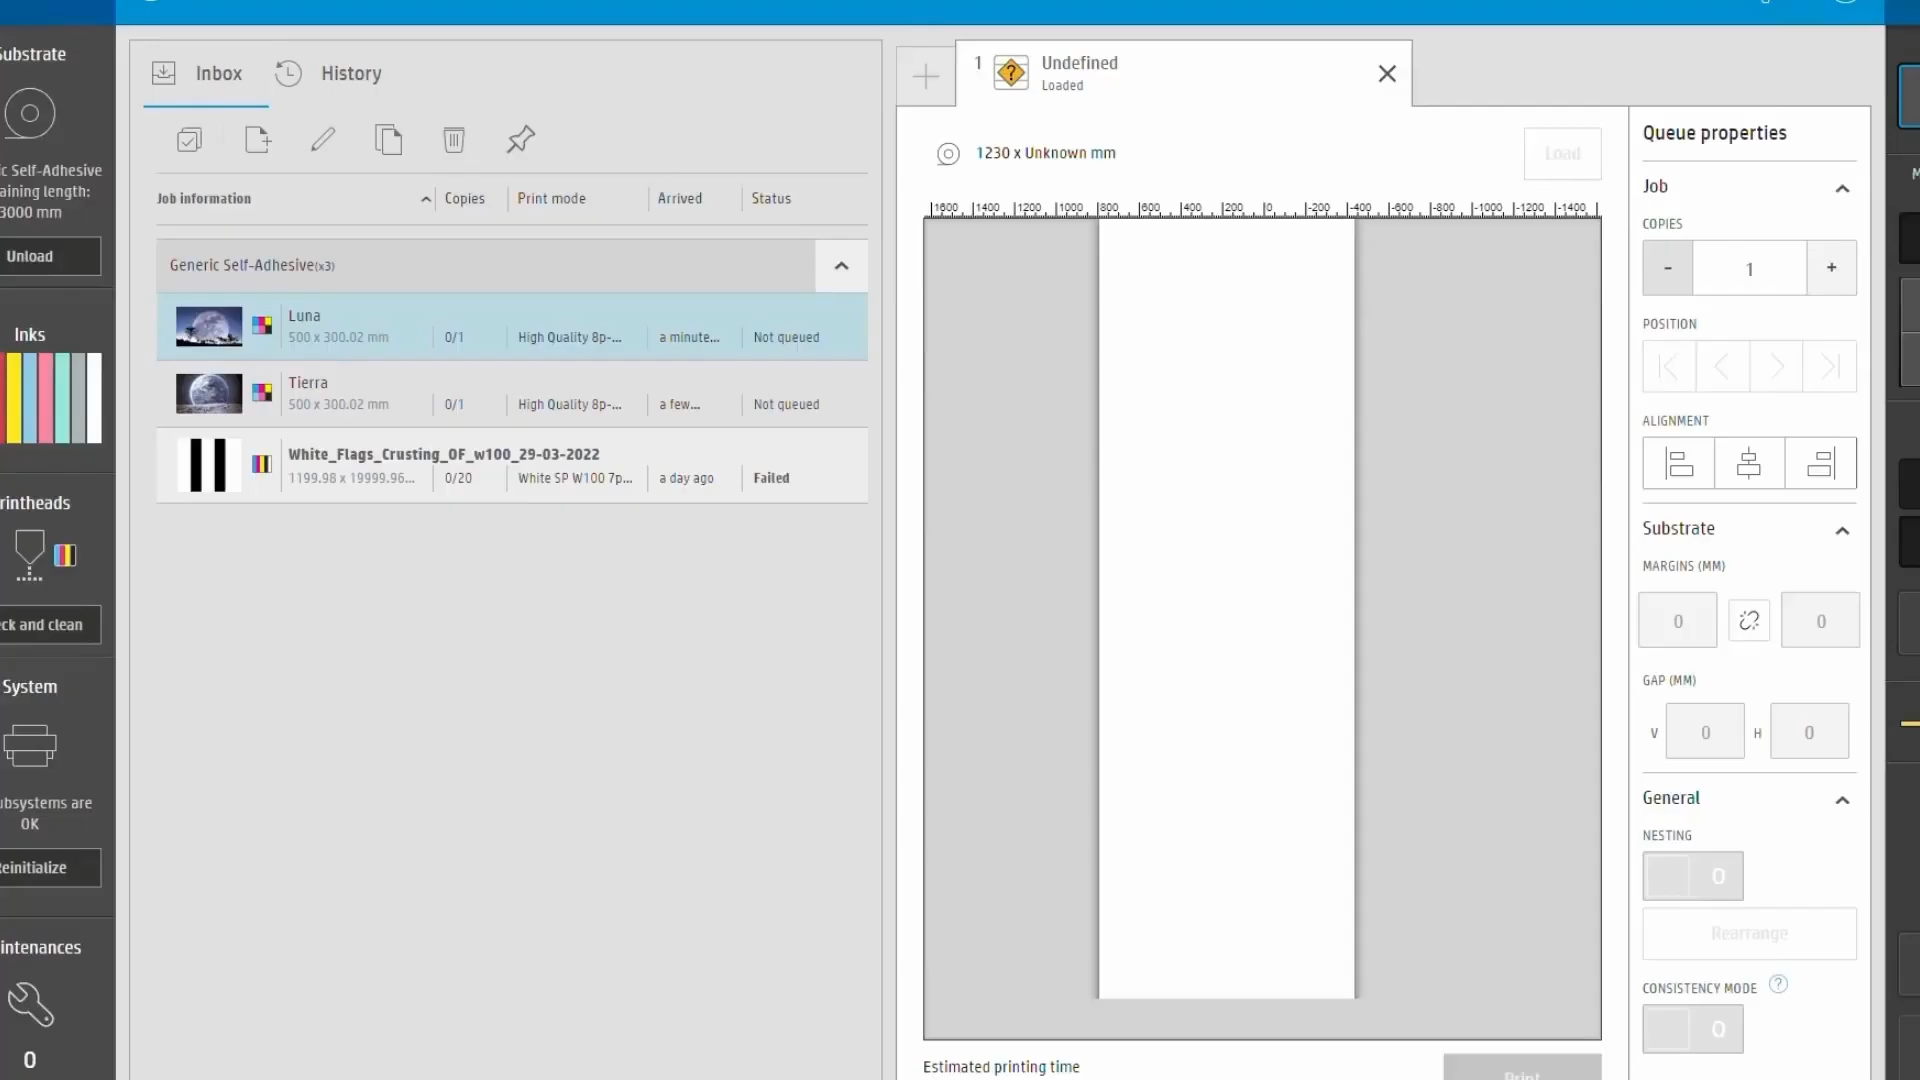 Substrate
ic Self-Adhesive
aining length:
3000 mm
Unload
Inks
rintheads
eck and clean
System
ubsystems are
OK
Reinitialize
intenances
0
Inbox
History
Job information
Copies
Print mode
Arrived
Status
Generic Self-Adhesive(x3)
Luna
500 x 300.02 mm
0/1
High Quality 8p-...
a minute...
Not queued
Tierra
500 x 300.02 mm
0/1
High Quality 8p-...
a few...
Not queued
White_Flags_Crusting_OF_w100_29-03-2022
1199.98 x 19999.96...
0/20
White SP W100 7p...
a day ago
Failed
1
Undefined
Loaded
1230 x Unknown mm
Load
1600 1400 1200 1000 800 600 400 200 0 -200 -400 -600 -800 -1000 -1200 -1400
Estimated printing time
Print
Queue properties
Job
COPIES
- 1 +
POSITION
ALIGNMENT
Substrate
MARGINS (MM)
0 0
GAP (MM)
V 0 H 0
General
NESTING
0
Rearrange
CONSISTENCY MODE ?
0
M